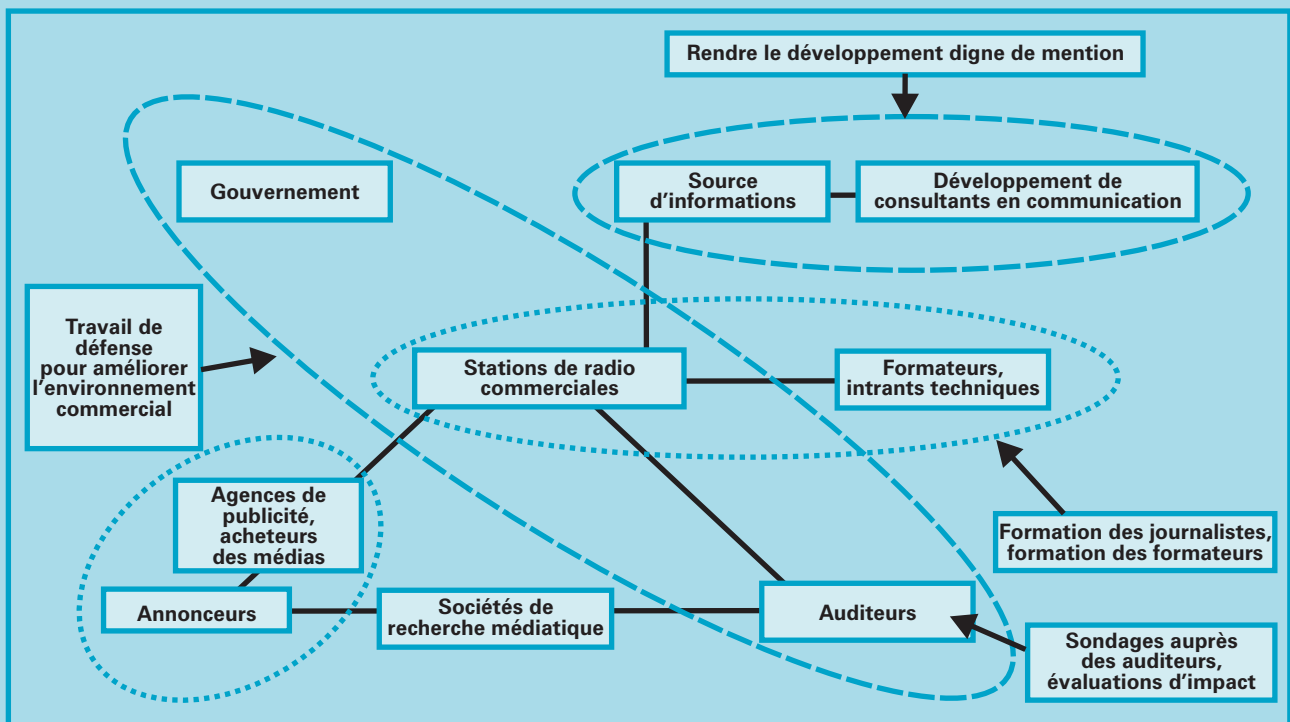 Rendre le développement digne de mention
Gouvernement
Source
d'informations
Développement de
consultants en communication
Travail de
défense
pour améliorer
l'environnement
commercial
Stations de radio
commerciales
Formateurs,
intrants techniques
Agences de
publicité,
acheteurs
des médias
Formation des journalistes,
formation des formateurs
Annonceurs
Sociétés de
recherche médiatique
Auditeurs
Sondages auprès
des auditeurs,
évaluations d'impact